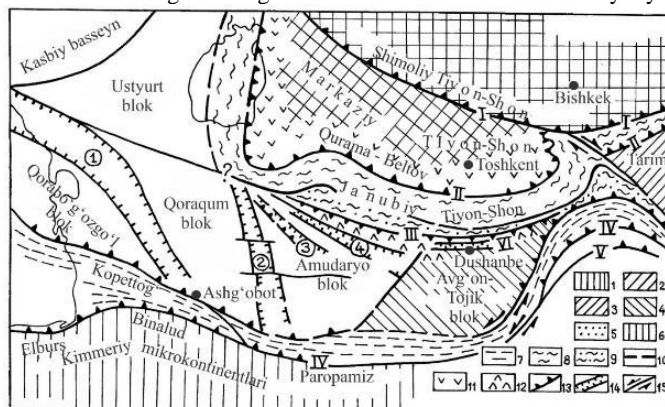 Kasbiy basseyn
Ustyurt
blok
Markaziy
Shimoliy Tiyon-Shon
Tiyon-Shon
Bishkek
I
I
II
Tarim
Qurama - Beltov
Toshkent
II
?
Janubiy
Tiyon-Shon
1
Qorabo g‘ozgo‘l
blok
Qoraqum
blok
2
3
4
III
VI
Dushanbe
IV
V
Amudaryo
blok
Avg‘on-
Tojik
blok
Kopettog
Ashg‘obot
Binalud
Elburs
Kimmeriy
mikrokontinentlari
IV
Paropamiz
1 2
3 4
5 6
7 8 9 10
11 12 13 14 15